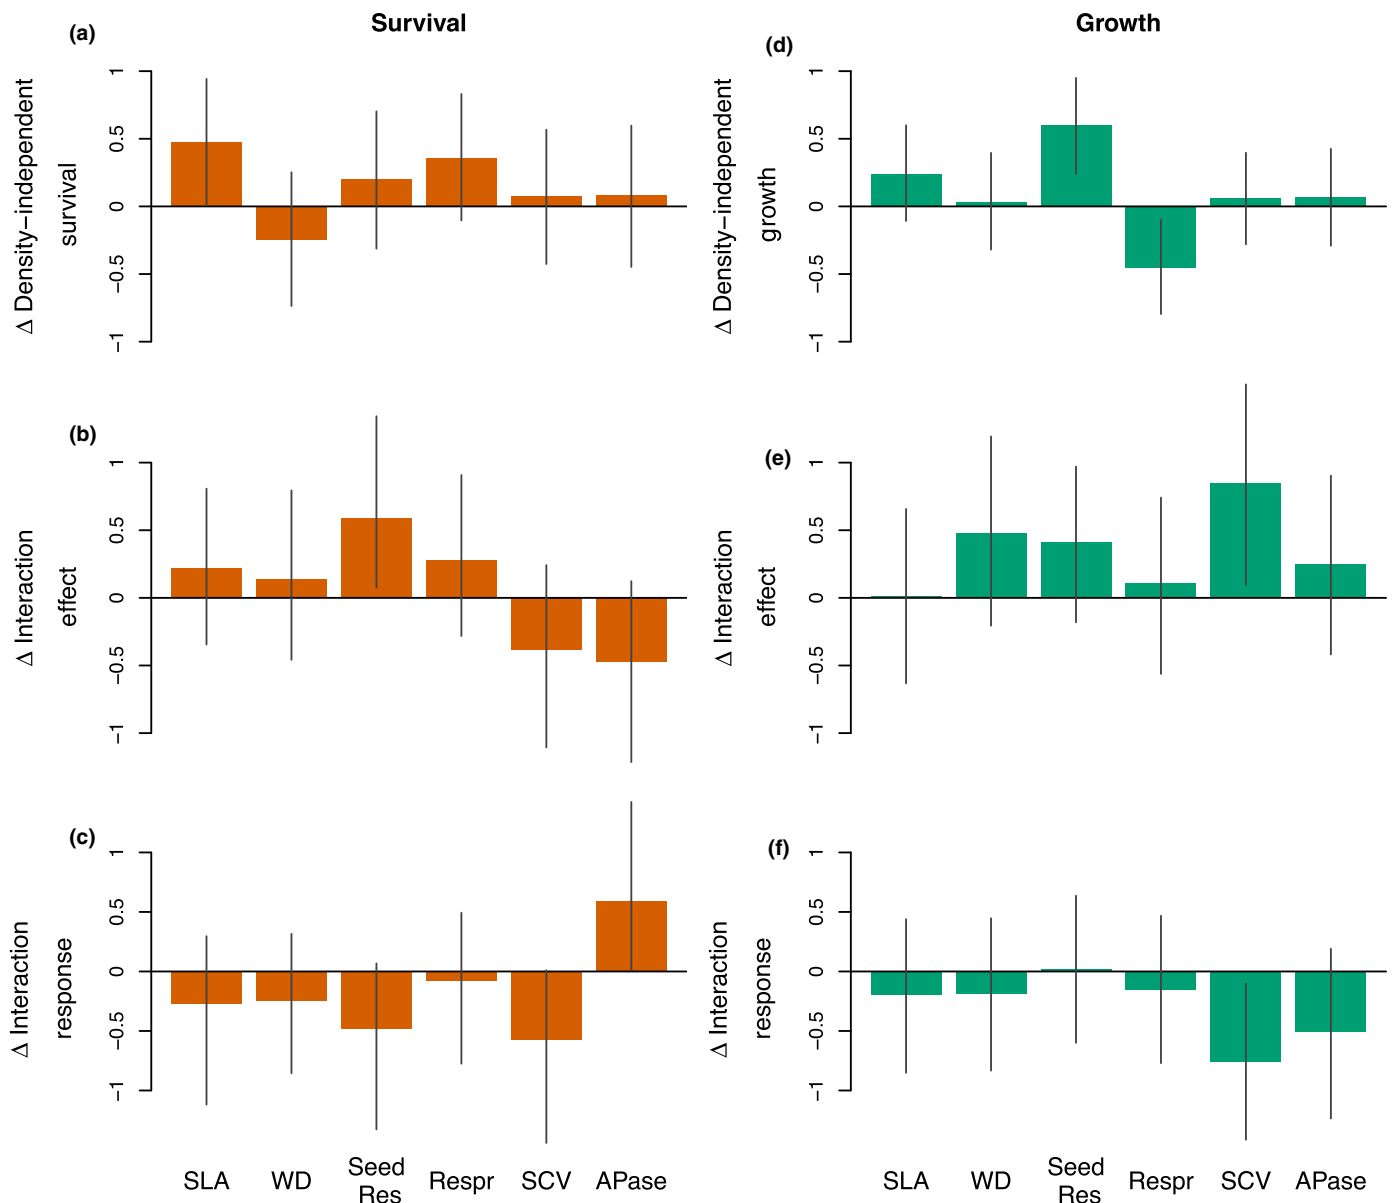 Survival
(a)
Δ Density−independent
survival
1
0.5
0
−0.5
−1
Growth
(d)
Δ Density−independent
growth
1
0.5
0
−0.5
−1
(b)
Δ Interaction
effect
1
0.5
0
−0.5
−1
(e)
Δ Interaction
effect
1
0.5
0
−0.5
−1
(c)
Δ Interaction
response
1
0.5
0
−0.5
−1
(f)
Δ Interaction
response
1
0.5
0
−0.5
−1
SLA
WD
Seed
Res
Respr
SCV
APase
SLA
WD
Seed
Res
Respr
SCV
APase